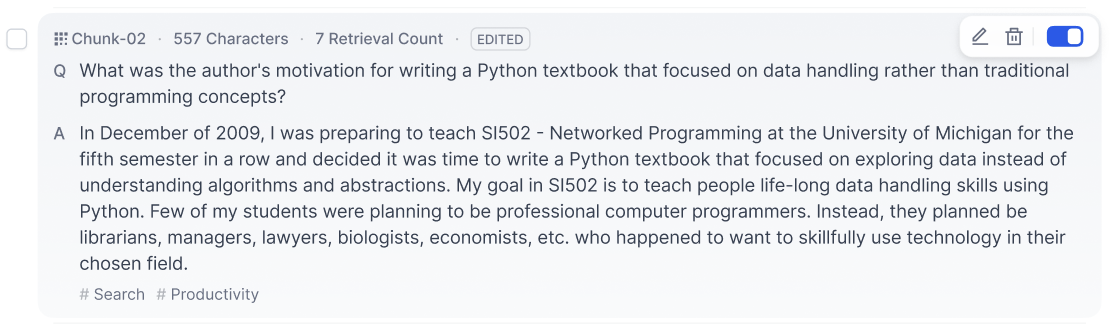 Chunk-02 · 557 Characters · 7 Retrieval Count · EDITED
Q What was the author's motivation for writing a Python textbook that focused on data handling rather than traditional
programming concepts?
A In December of 2009, I was preparing to teach SI502 - Networked Programming at the University of Michigan for the
fifth semester in a row and decided it was time to write a Python textbook that focused on exploring data instead of
understanding algorithms and abstractions. My goal in SI502 is to teach people life-long data handling skills using
Python. Few of my students were planning to be professional computer programmers. Instead, they planned be
librarians, managers, lawyers, biologists, economists, etc. who happened to want to skillfully use technology in their
chosen field.
# Search # Productivity